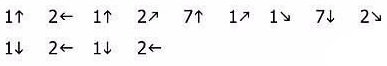 1↑ 2← 1↑ 2↗ 7↑ 1↗ 1↘ 7↓ 2↘
1↓ 2← 1↓ 2←